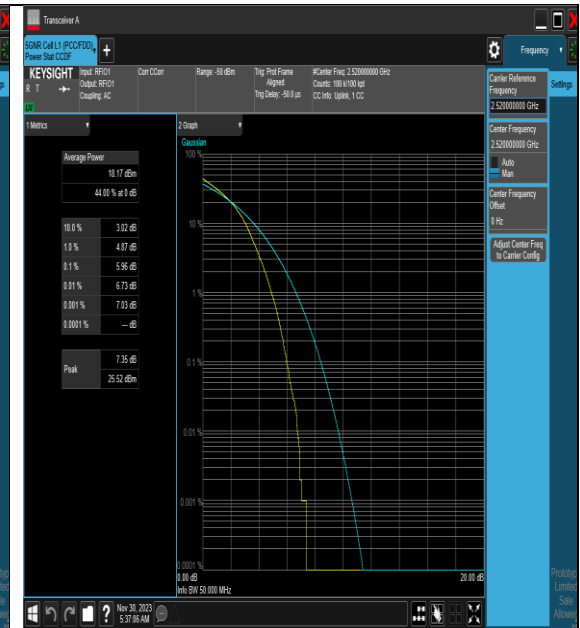 Transceiver A
5GNR Cell L1 (PCC/FDD),
Power Stat CCDF
Frequency
KEYSIGHT
R T
LW
Input: RFIO1
Output: RFIO1
Coupling: AC
Corr CCorr
Range: -50 dBm
Trig: Prot Frame
Aligned
Trig Delay: -50.0 µs
#Center Freq: 2.520000000 GHz
Counts: 100 k/100 kpt
CC Info: Uplink, 1 CC
Carrier Reference
Frequency
2.520000000 GHz
Settings
Center Frequency
2.520000000 GHz
Auto
Man
Center Frequency
Offset
0 Hz
Adjust Center Freq
to Carrier Config
1 Metrics
Average Power
18.17 dBm
44.00 % at 0 dB
10.0 % 3.02 dB
1.0 % 4.87 dB
0.1 % 5.96 dB
0.01 % 6.73 dB
0.001 % 7.03 dB
0.0001 % --- dB
Peak
7.35 dB
25.52 dBm
2 Graph
Gaussian
100 %
10 %
1 %
0.1 %
0.01 %
0.001 %
0.0001 %
0.00 dB
20.00 dB
Info BW 50.000 MHz
Nov 30, 2023
5:37:06 AM
Prototyp
Limited
Sale
Allowed